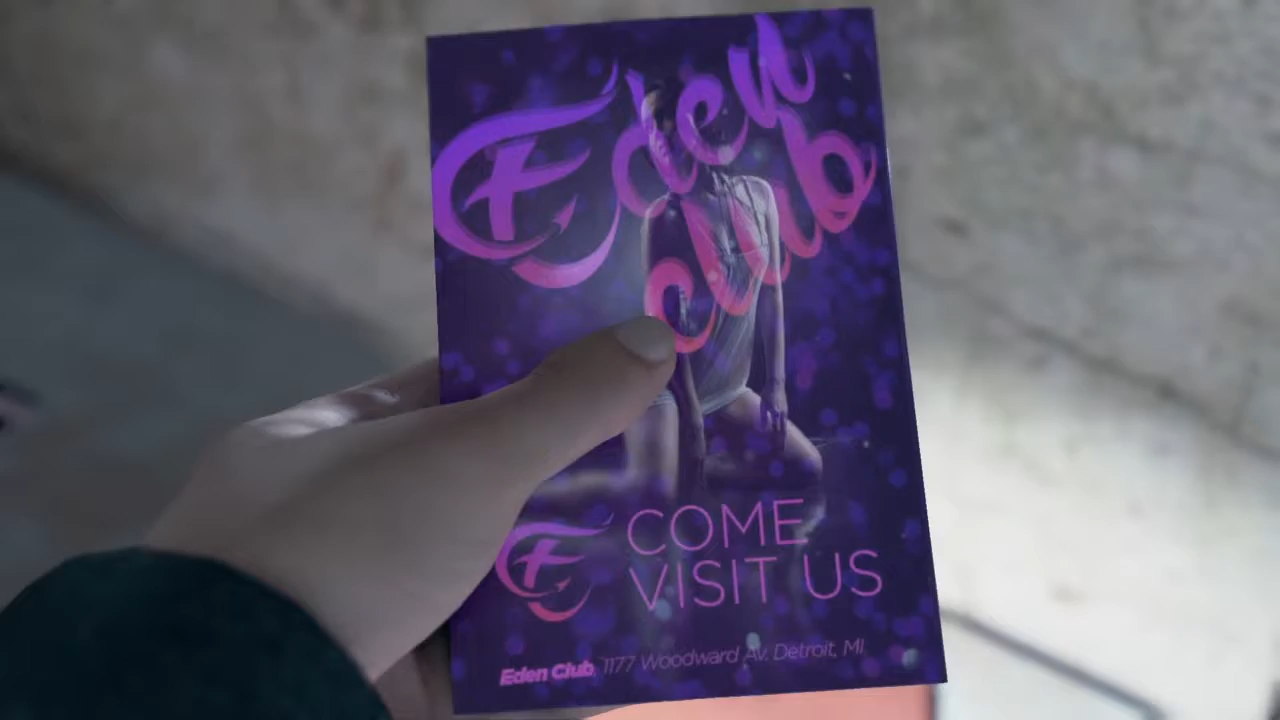 Eden
club
COME
VISIT US
Eden Club, 1177 Woodward Av. Detroit, MI